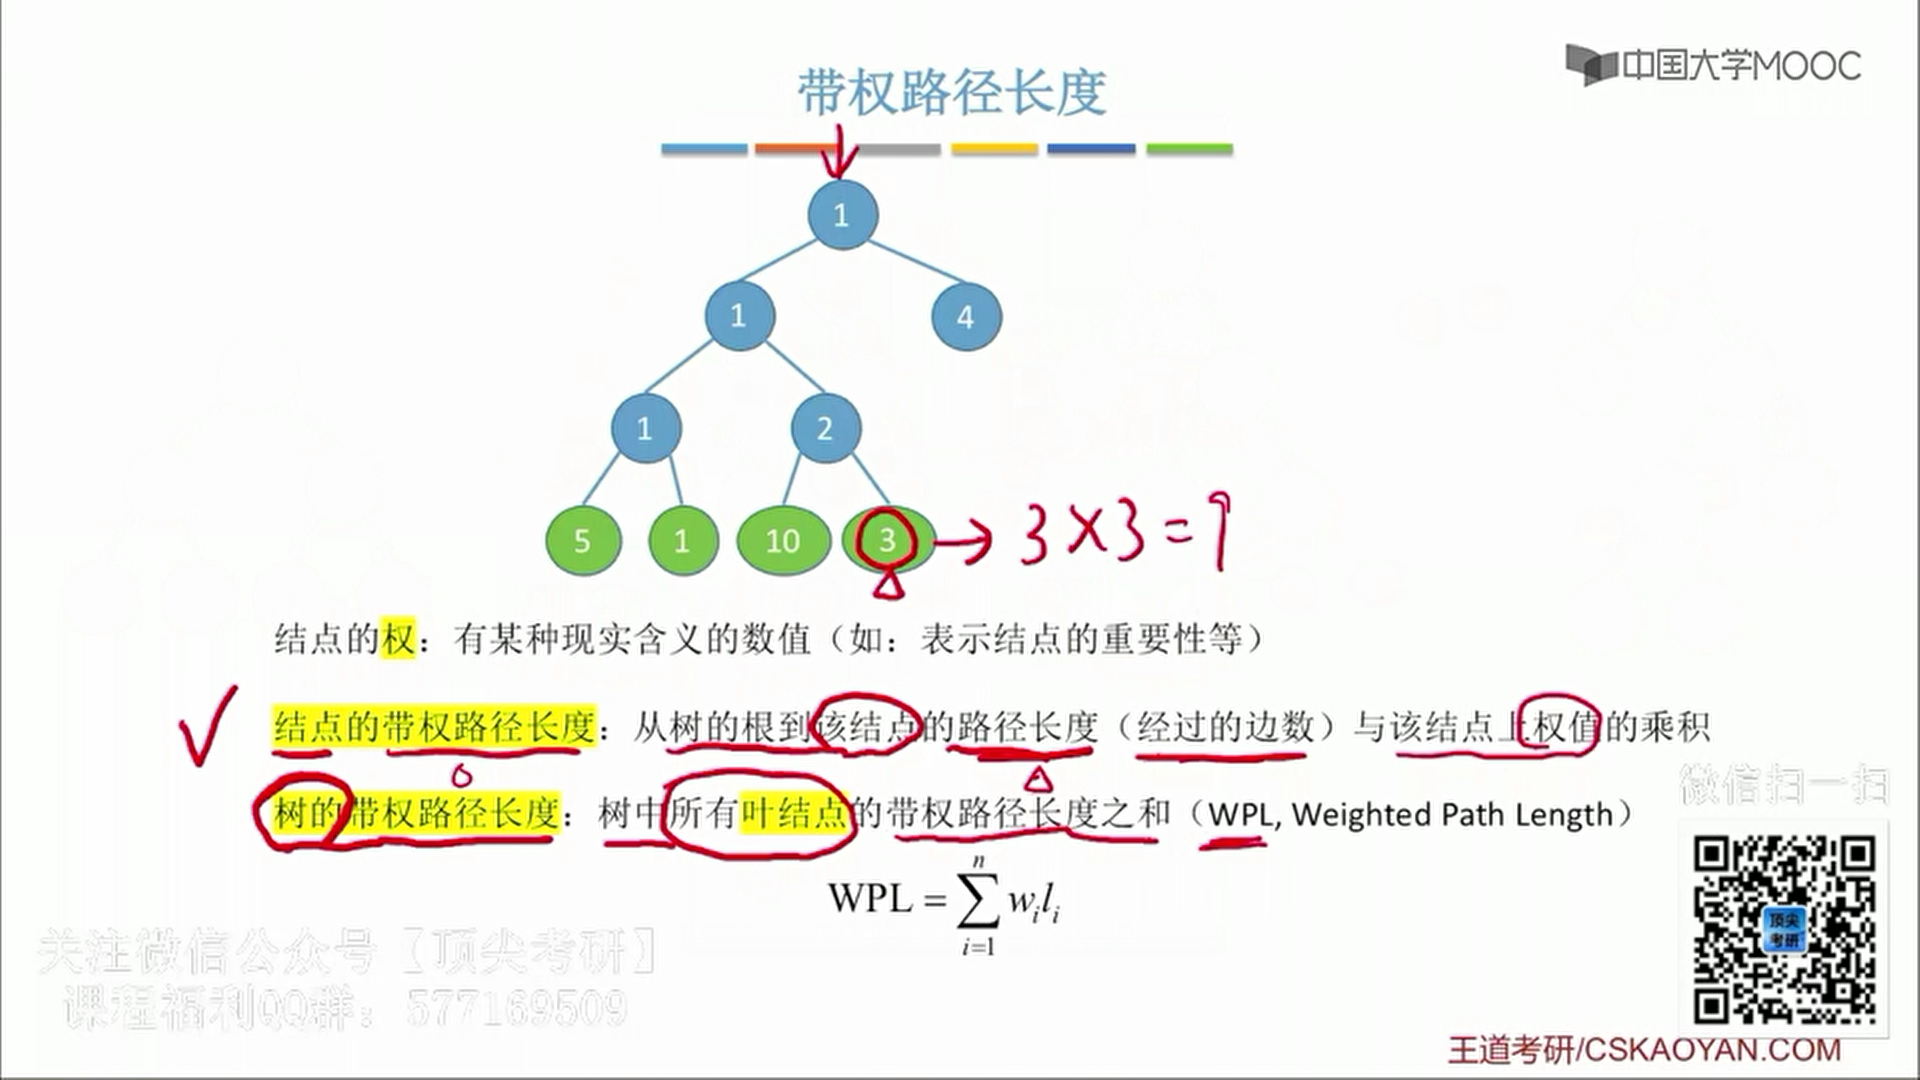 中国大学MOOC
带权路径长度
1
1
4
1
2
5
1
10
3
3×3=9
结点的权：有某种现实含义的数值（如：表示结点的重要性等）
结点的带权路径长度：从树的根到该结点的路径长度（经过的边数）与该结点上权值的乘积
树的带权路径长度：树中所有叶结点的带权路径长度之和（WPL, Weighted Path Length）
WPL = ∑ⁿᵢ₌₁ wᵢlᵢ
微信扫一扫
顶尖
考研
关注微信公众号【顶尖考研】
课程福利QQ群：577169509
王道考研/CSKAOYAN.COM